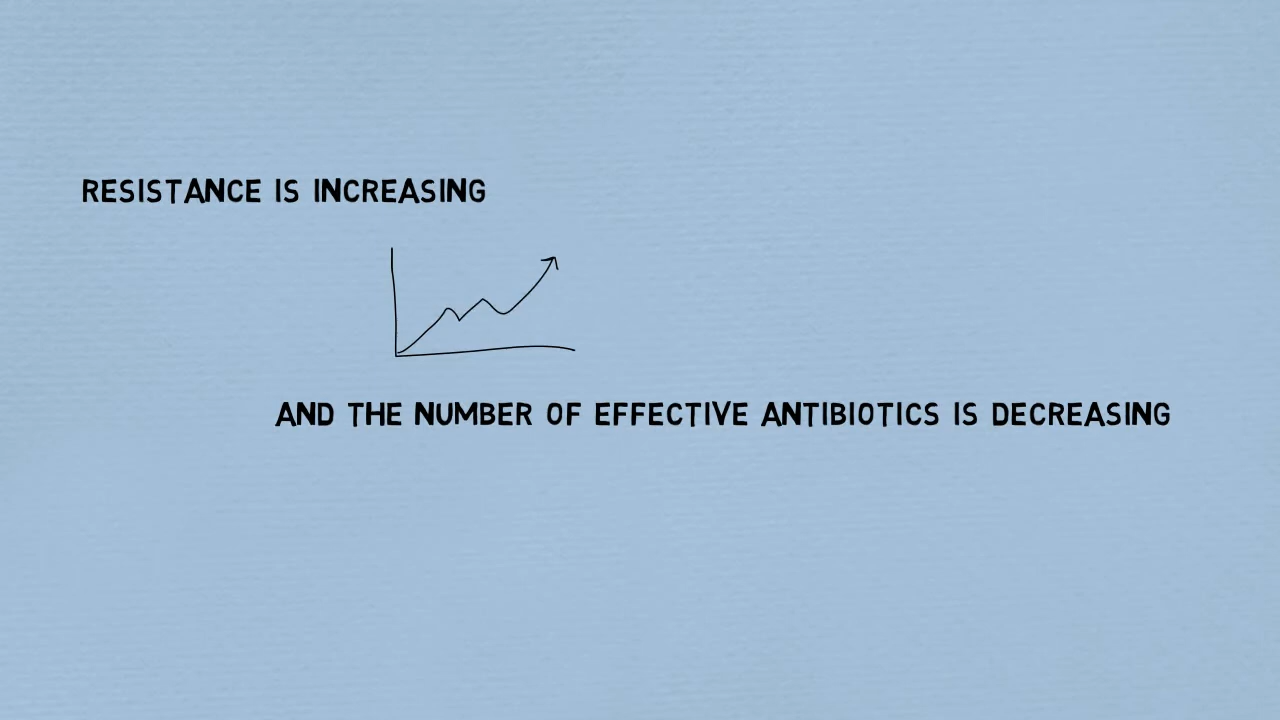 RESISTANCE IS INCREASING
AND THE NUMBER OF EFFECTIVE ANTIBIOTICS IS DECREASING